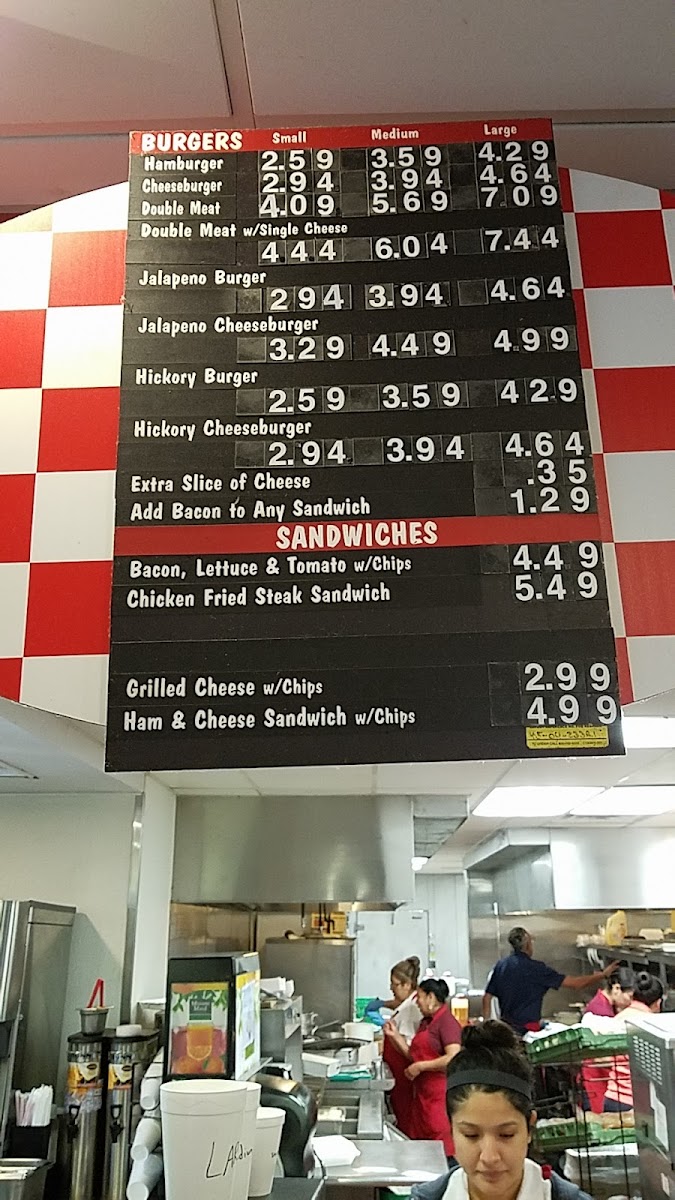 BURGERS Small Medium Large
Hamburger 2.59 3.59 4.29
Cheeseburger 2.94 3.94 4.64
Double Meat 4.09 5.69 7.09
Double Meat w/Single Cheese
4.44 6.04 7.44
Jalapeno Burger
2.94 3.94 4.64
Jalapeno Cheeseburger
3.29 4.49 4.99
Hickory Burger
2.59 3.59 4.29
Hickory Cheeseburger
2.94 3.94 4.64
Extra Slice of Cheese .35
Add Bacon to Any Sandwich 1.29
SANDWICHES
Bacon, Lettuce & Tomato w/Chips 4.49
Chicken Fried Steak Sandwich 5.49
Grilled Cheese w/Chips 2.99
Ham & Cheese Sandwich w/Chips 4.99